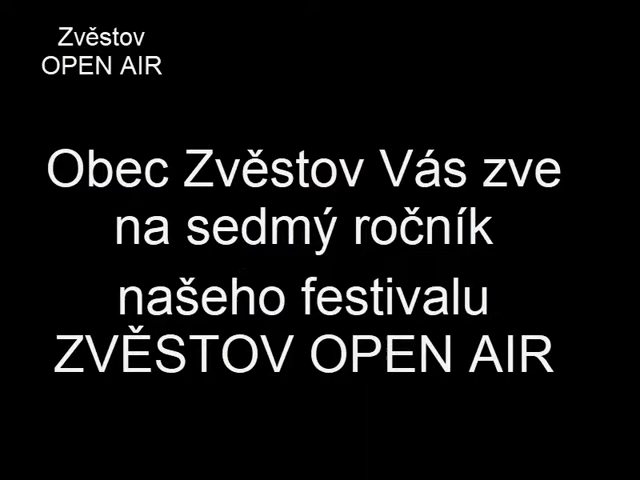 Zvěstov
OPEN AIR
Obec Zvěstov Vás zve
na sedmý ročník
našeho festivalu
ZVĚSTOV OPEN AIR